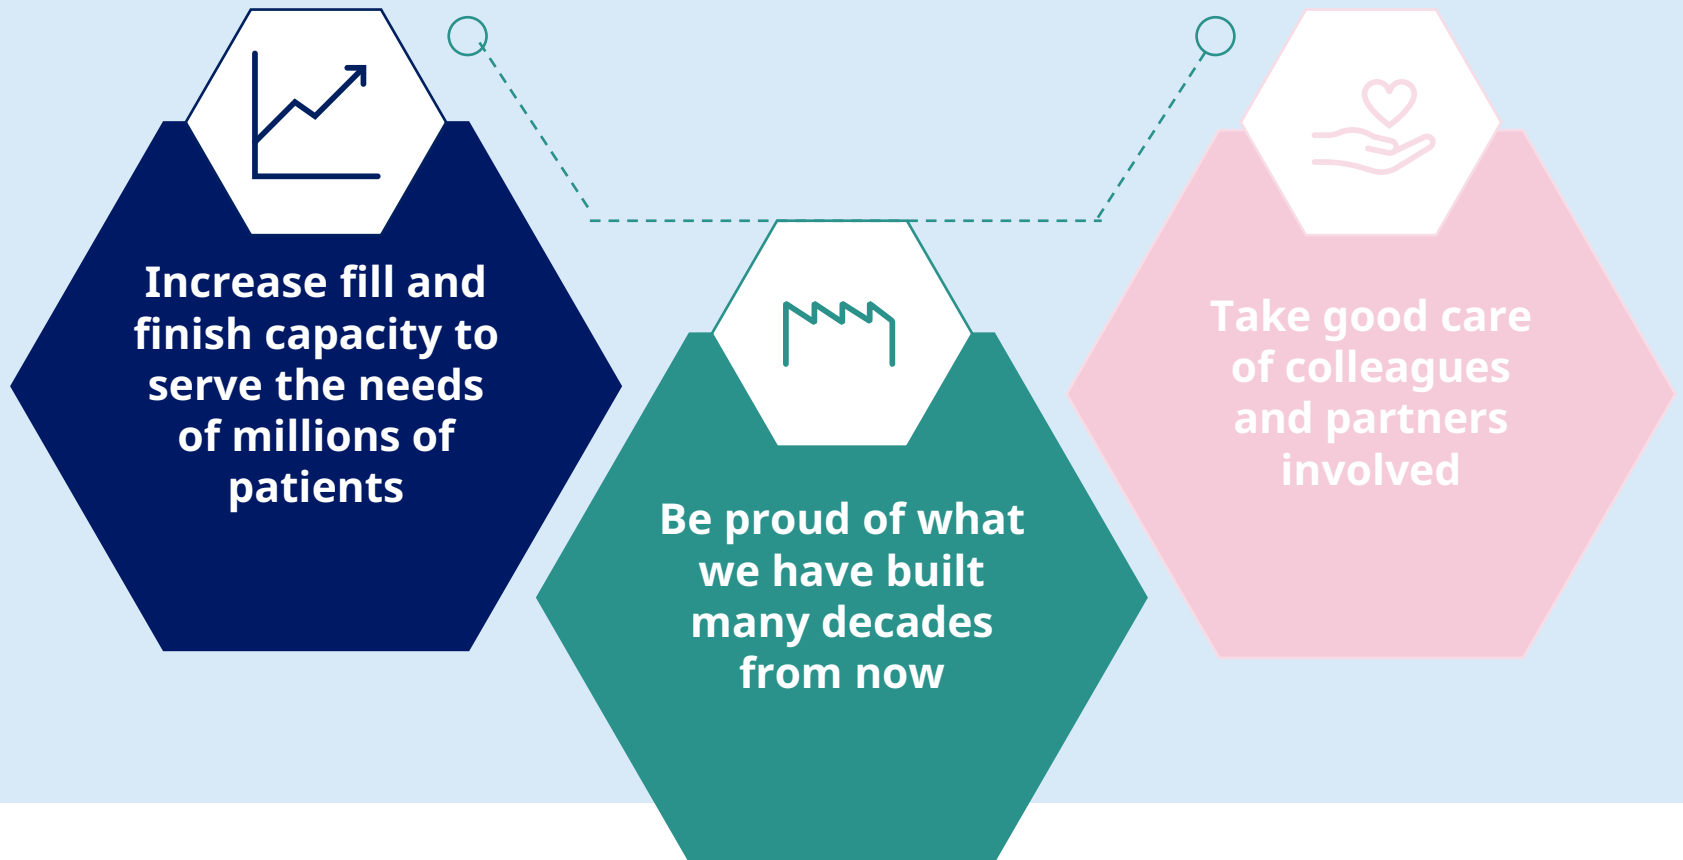 Increase fill and
finish capacity to
serve the needs
of millions of
patients
Be proud of what
we have built
many decades
from now
Take good care
of colleagues
and partners
involved